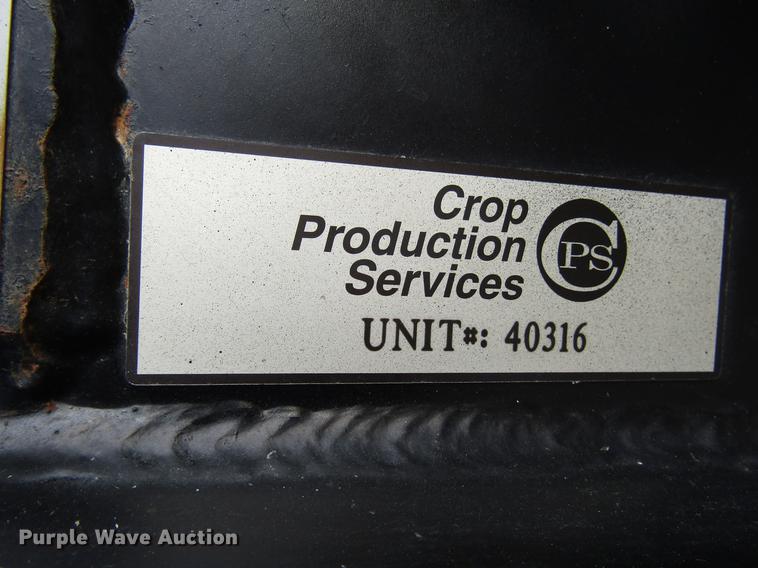 Crop
Production
Services
CPS
UNIT#: 40316
Purple Wave Auction